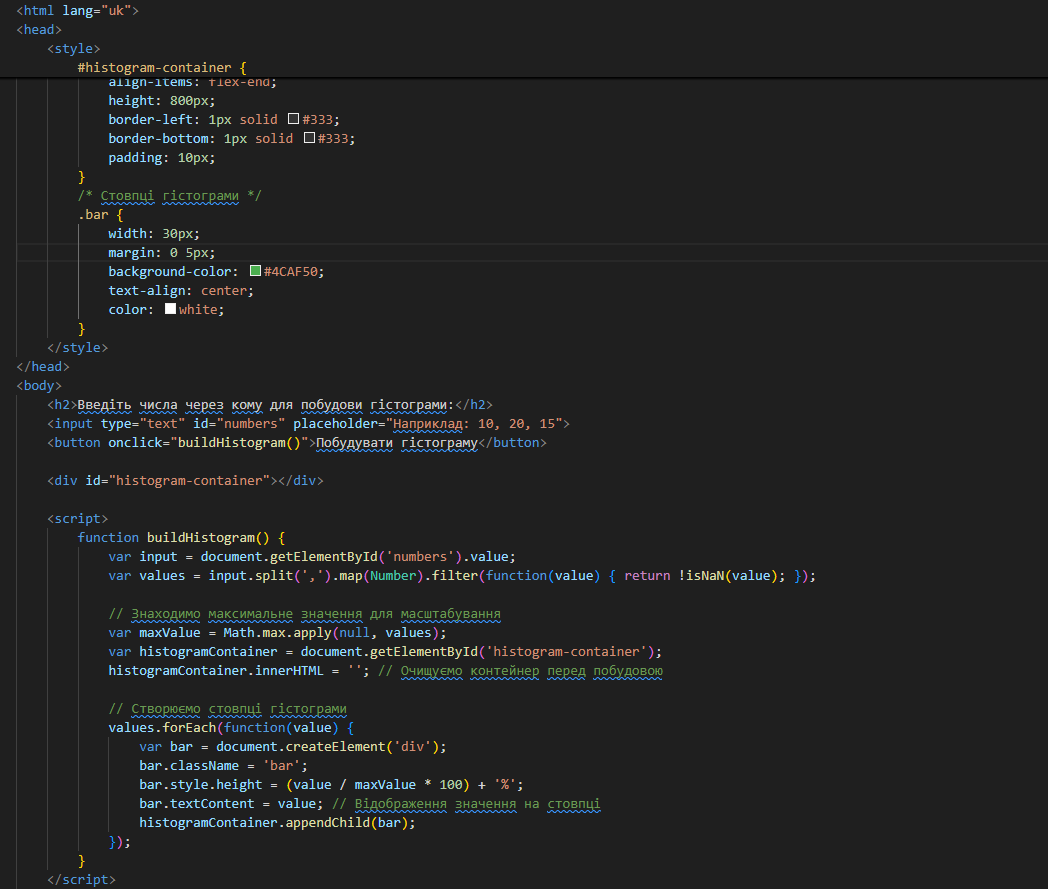 <html lang="uk">
<head>
<style>
#histogram-container {
align-items: flex-end;
height: 800px;
border-left: 1px solid #333;
border-bottom: 1px solid #333;
padding: 10px;
}
/* Стовпці гістограми */
.bar {
width: 30px;
margin: 0 5px;
background-color: #4CAF50;
text-align: center;
color: white;
}
</style>
</head>
<body>
<h2>Введіть числа через кому для побудови гістограми:</h2>
<input type="text" id="numbers" placeholder="Наприклад: 10, 20, 15">
<button onclick="buildHistogram()">Побудувати гістограму</button>
<div id="histogram-container"></div>
<script>
function buildHistogram() {
var input = document.getElementById('numbers').value;
var values = input.split(',').map(Number).filter(function(value) { return !isNaN(value); });
// Знаходимо максимальне значення для масштабування
var maxValue = Math.max.apply(null, values);
var histogramContainer = document.getElementById('histogram-container');
histogramContainer.innerHTML = ''; // Очищуємо контейнер перед побудовою
// Створюємо стовпці гістограми
values.forEach(function(value) {
var bar = document.createElement('div');
bar.className = 'bar';
bar.style.height = (value / maxValue * 100) + '%';
bar.textContent = value; // Відображення значення на стовпці
histogramContainer.appendChild(bar);
});
}
</script>